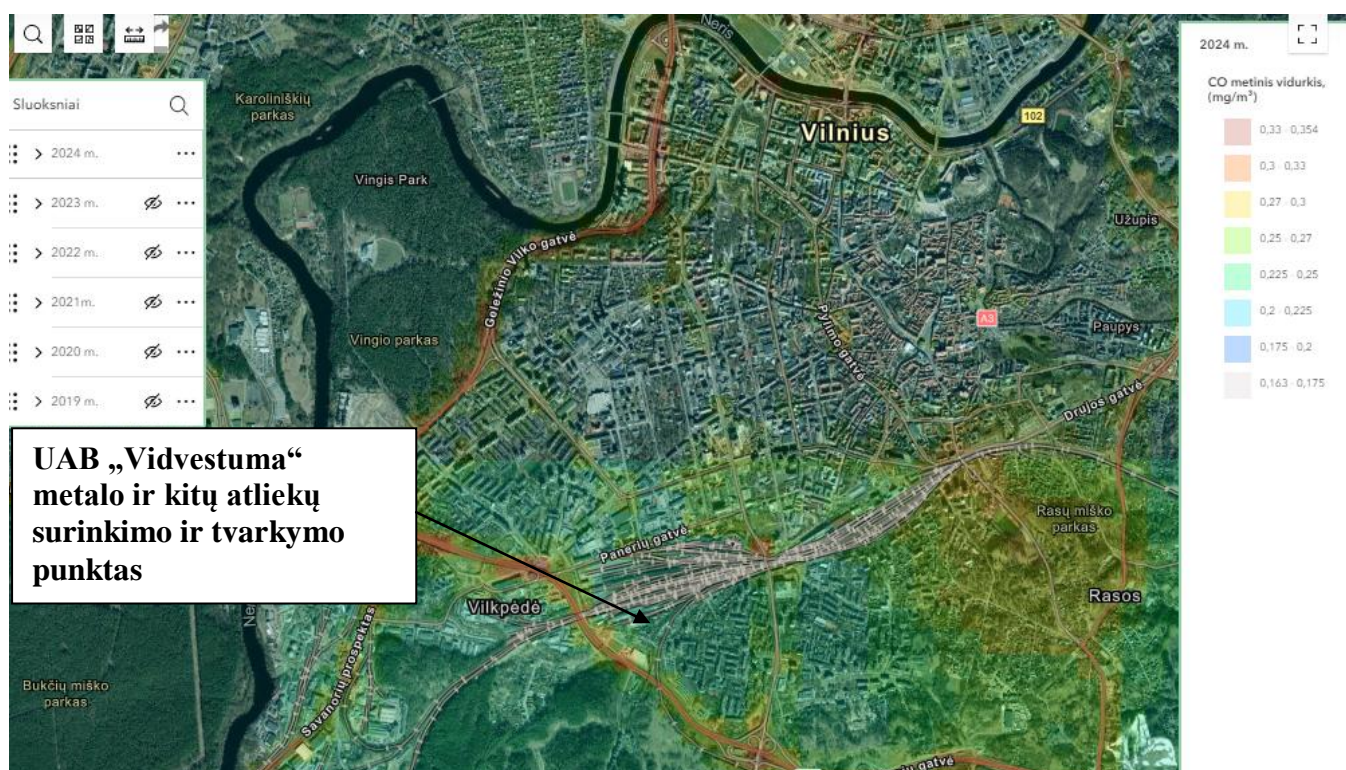 Sluoksniai
2024 m.
2023 m.
2022 m.
2021m.
2020 m.
2019 m.
UAB „Vidvestuma“
metalo ir kitų atliekų
surinkimo ir tvarkymo
punktas
Karoliniškių
parkas
Neris
Vingis Park
Vilnius
102
Užupis
Geležinio Vilko gatvė
Vingio parkas
Pylimo gatvė
A3
Paupys
Drujos gatvė
Rasų miško
parkas
Panerių gatvė
Vilkpėdė
Rasos
Savanorių prospektas
Bukčių miško
parkas
gatvė
2024 m.
CO metinis vidurkis,
(mg/m³)
0,33 - 0,354
0,3 - 0,33
0,27 - 0,3
0,25 - 0,27
0,225 - 0,25
0,2 - 0,225
0,175 - 0,2
0,163 - 0,175